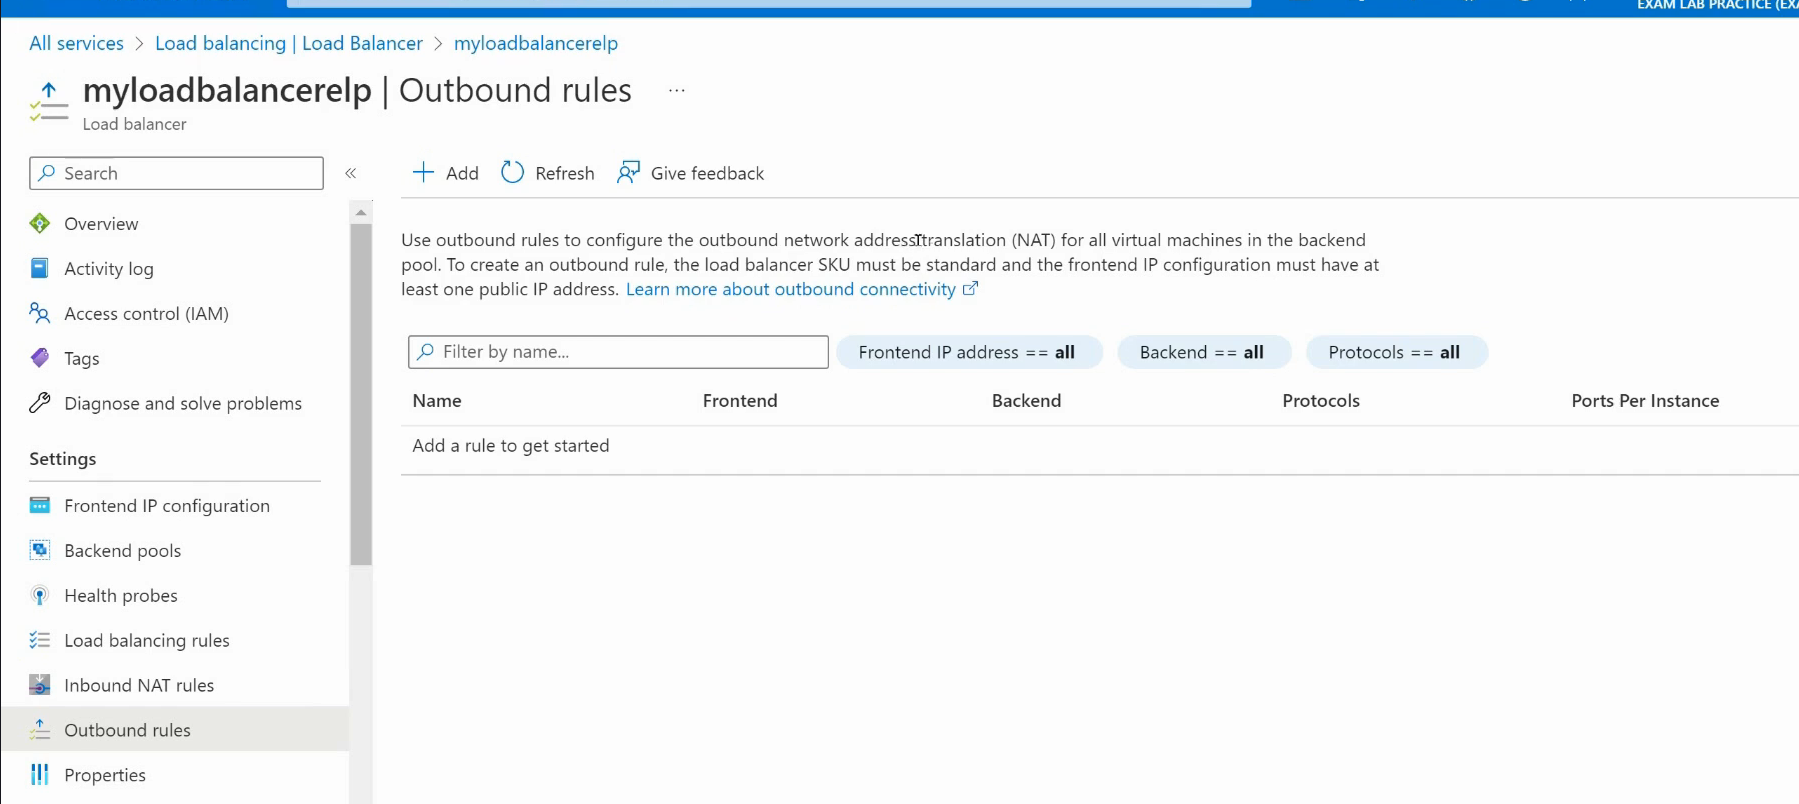 EXAM LAB PRACTICE (EXA
All services > Load balancing | Load Balancer > myloadbalancerelp
myloadbalancerelp | Outbound rules ...
Load balancer
Search «
+ Add Refresh Give feedback
Overview
Activity log
Access control (IAM)
Tags
Diagnose and solve problems
Settings
Frontend IP configuration
Backend pools
Health probes
Load balancing rules
Inbound NAT rules
Outbound rules
Properties
Use outbound rules to configure the outbound network address translation (NAT) for all virtual machines in the backend
pool. To create an outbound rule, the load balancer SKU must be standard and the frontend IP configuration must have at
least one public IP address. Learn more about outbound connectivity
Filter by name... Frontend IP address == all Backend == all Protocols == all
Name Frontend Backend Protocols Ports Per Instance
Add a rule to get started